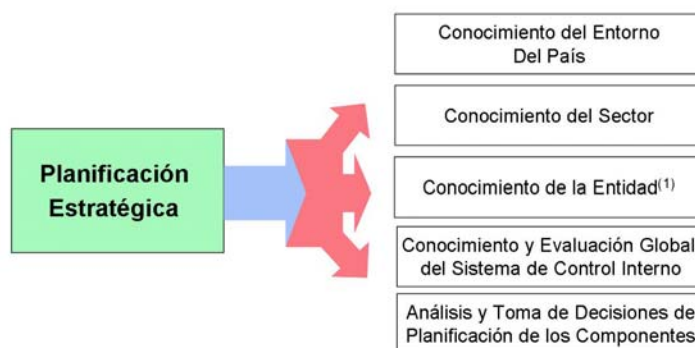 Planificación
Estratégica
Conocimiento del Entorno
Del País
Conocimiento del Sector
Conocimiento de la Entidad(1)
Conocimiento y Evaluación Global
del Sistema de Control Interno
Análisis y Toma de Decisiones de
Planificación de los Componentes